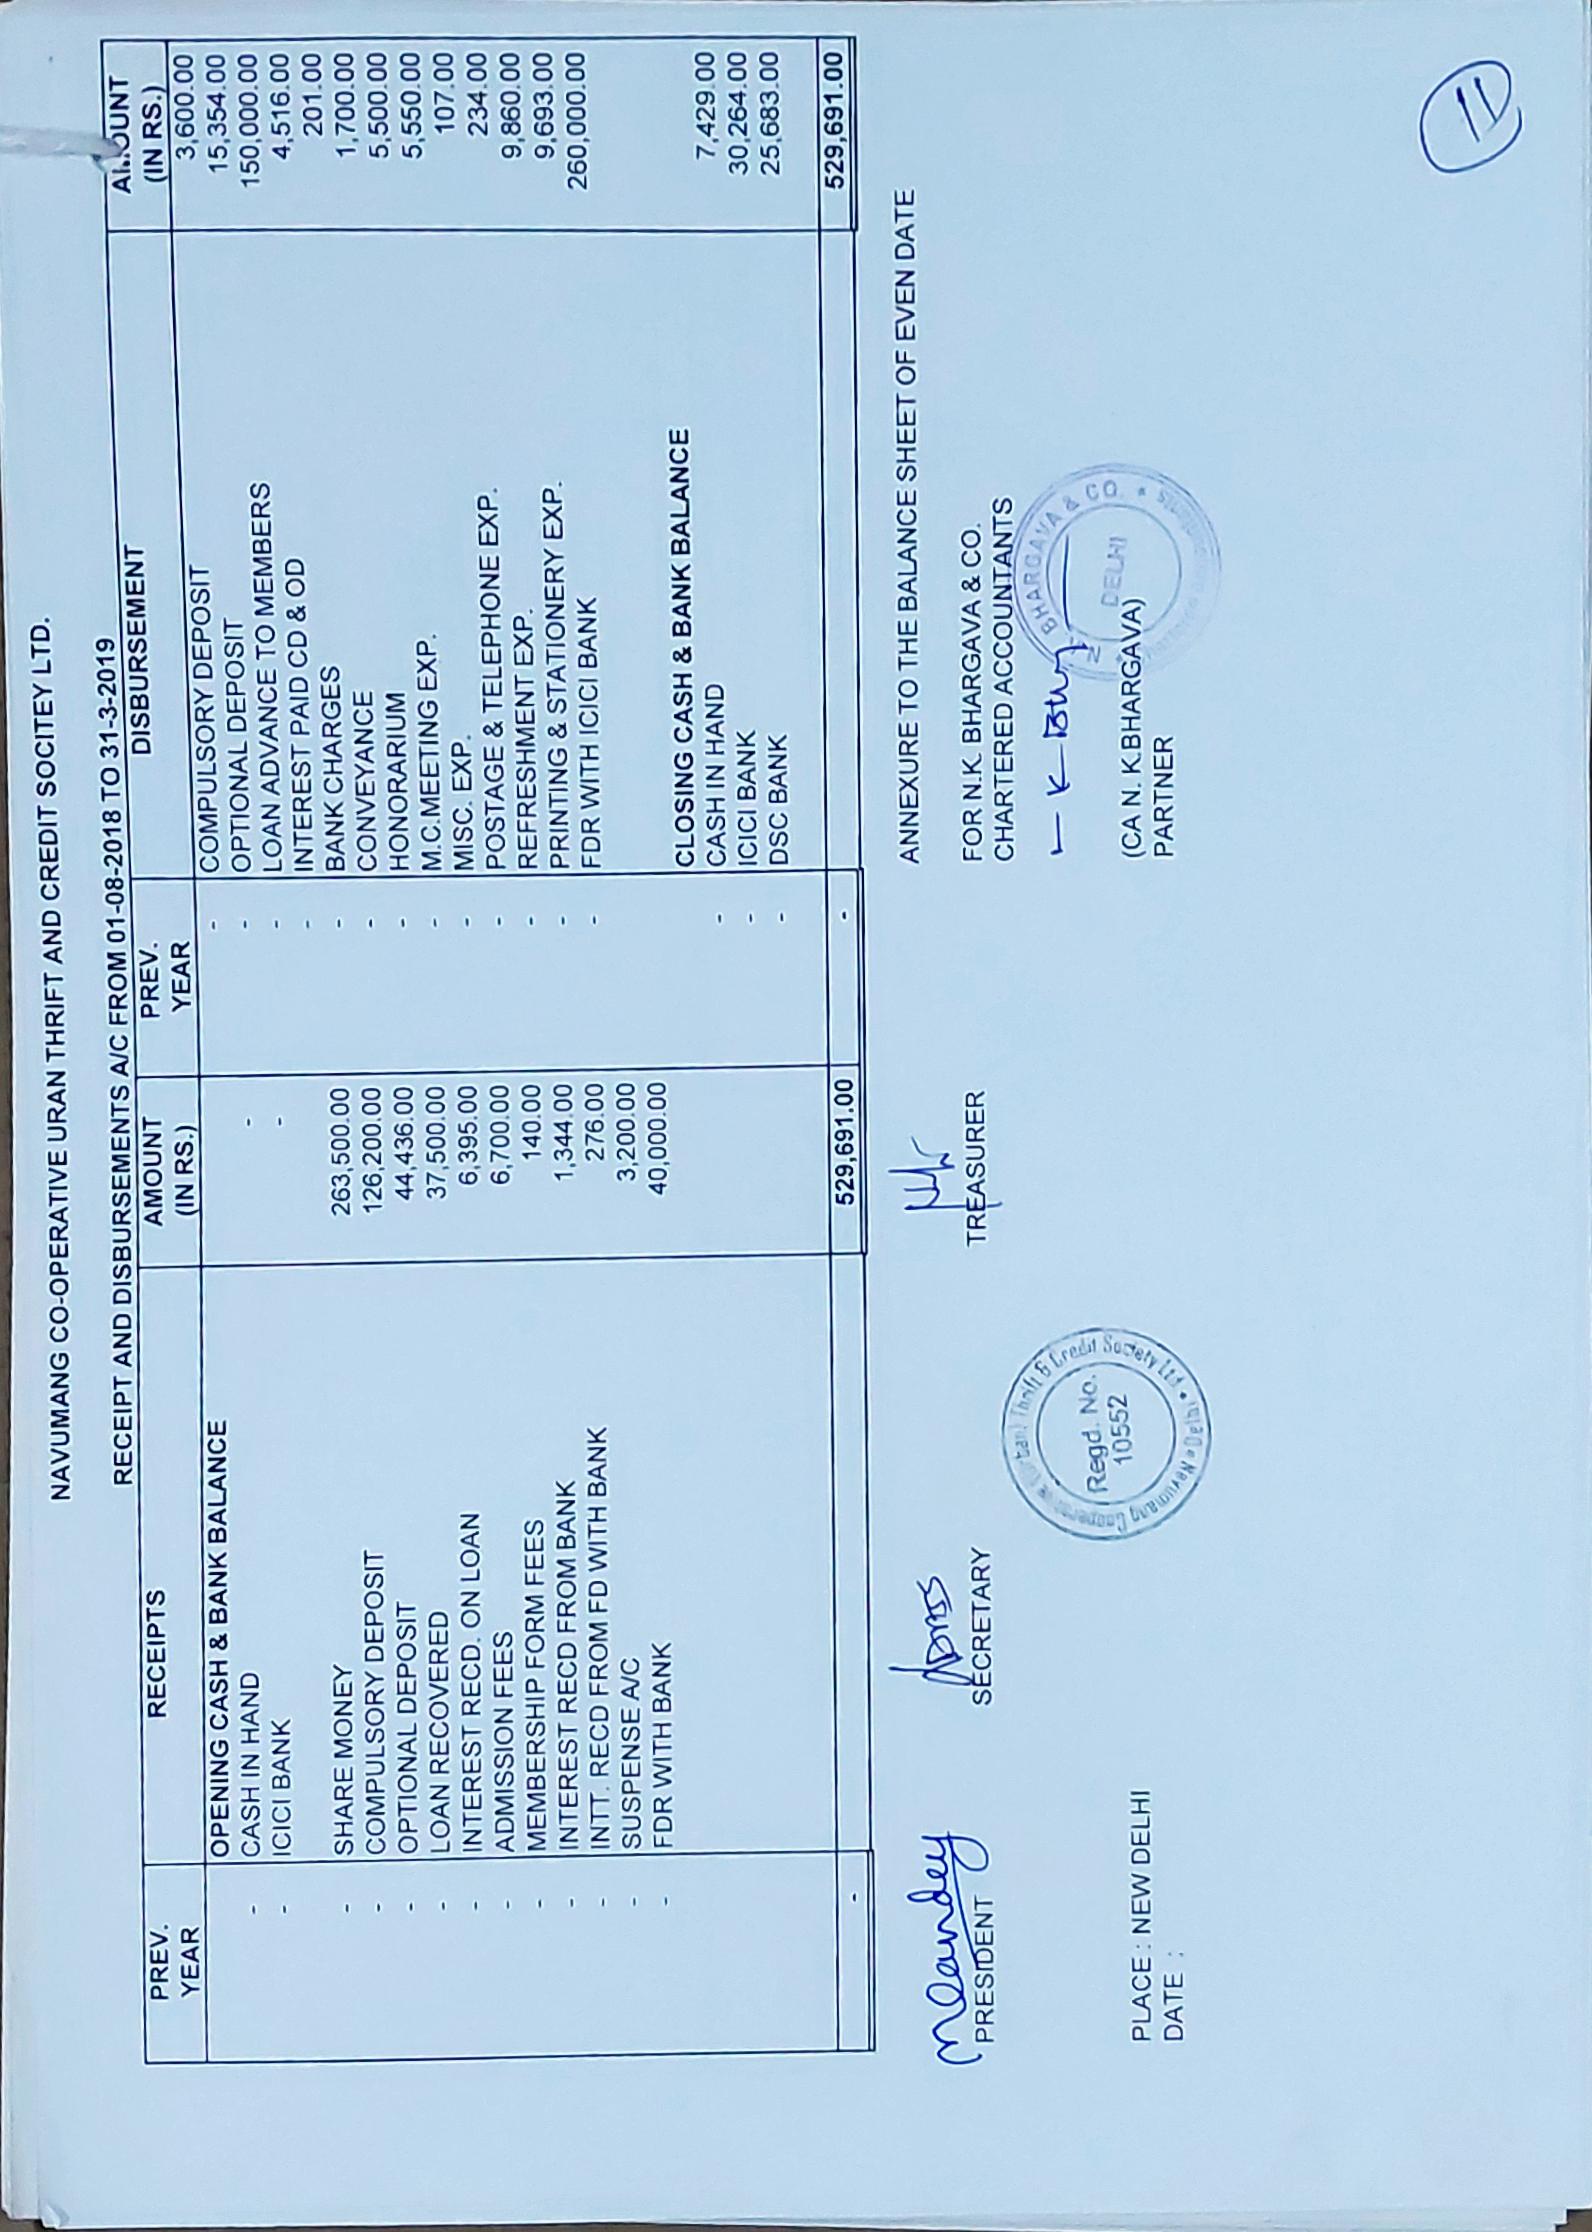 NAVUMANG CO-OPERATIVE URAN THRIFT AND CREDIT SOCITEY LTD.
RECEIPT AND DISBURSEMENTS A/C FROM 01-08-2018 TO 31-3-2019
PREV. YEAR RECEIPTS AMOUNT (IN RS.) PREV. YEAR DISBURSEMENT AMOUNT (IN RS.)
OPENING CASH & BANK BALANCE - COMPULSORY DEPOSIT 3,600.00
- CASH IN HAND - - OPTIONAL DEPOSIT 15,354.00
- ICICI BANK - - LOAN ADVANCE TO MEMBERS 150,000.00
- INTEREST PAID CD & OD 4,516.00
- SHARE MONEY 263,500.00 - BANK CHARGES 201.00
- COMPULSORY DEPOSIT 126,200.00 - CONVEYANCE 1,700.00
- OPTIONAL DEPOSIT 44,436.00 - HONORARIUM 5,500.00
- LOAN RECOVERED 37,500.00 - M.C.MEETING EXP. 5,550.00
- INTEREST RECD. ON LOAN 6,395.00 - MISC. EXP. 107.00
- ADMISSION FEES 6,700.00 - POSTAGE & TELEPHONE EXP. 234.00
- MEMBERSHIP FORM FEES 140.00 - REFRESHMENT EXP. 9,860.00
- INTEREST RECD FROM BANK 1,344.00 - PRINTING & STATIONERY EXP. 9,693.00
- INTT. RECD FROM FD WITH BANK 276.00 - FDR WITH ICICI BANK 260,000.00
- SUSPENSE A/C 3,200.00
- FDR WITH BANK 40,000.00
CLOSING CASH & BANK BALANCE
- CASH IN HAND 7,429.00
- ICICI BANK 30,264.00
- DSC BANK 25,683.00
- 529,691.00 - 529,691.00
ANNEXURE TO THE BALANCE SHEET OF EVEN DATE
PRESIDENT SECRETARY TREASURER
FOR N.K. BHARGAVA & CO.
CHARTERED ACCOUNTANTS
N.K. BHARGAVA & CO.
DELHI
Thrift & Credit Society Ltd. • Navumang Cooperative
New Delhi
Regd. No.
10552
(CA N. K.BHARGAVA)
PARTNER
PLACE : NEW DELHI
DATE :
11